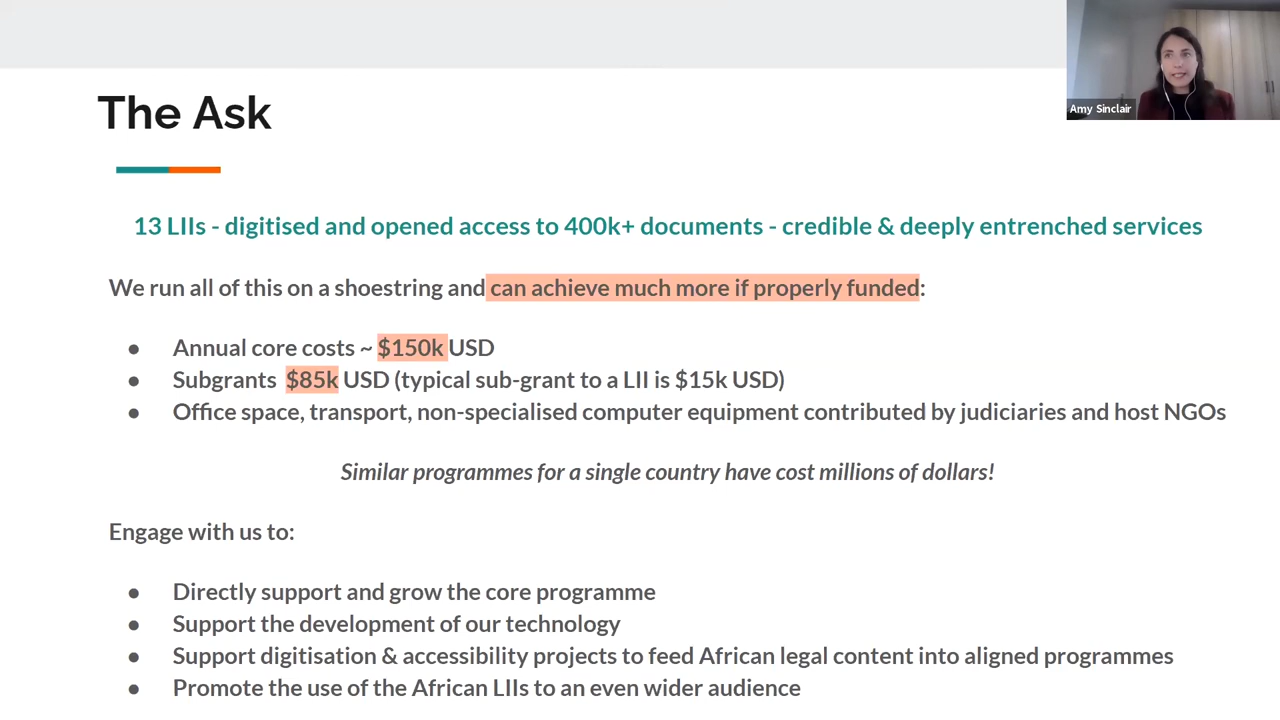 Amy Sinclair
The Ask
13 LIIs - digitised and opened access to 400k+ documents - credible & deeply entrenched services
We run all of this on a shoestring and can achieve much more if properly funded:
● Annual core costs ~ $150k USD
● Subgrants $85k USD (typical sub-grant to a LII is $15k USD)
● Office space, transport, non-specialised computer equipment contributed by judiciaries and host NGOs
Similar programmes for a single country have cost millions of dollars!
Engage with us to:
● Directly support and grow the core programme
● Support the development of our technology
● Support digitisation & accessibility projects to feed African legal content into aligned programmes
● Promote the use of the African LIIs to an even wider audience